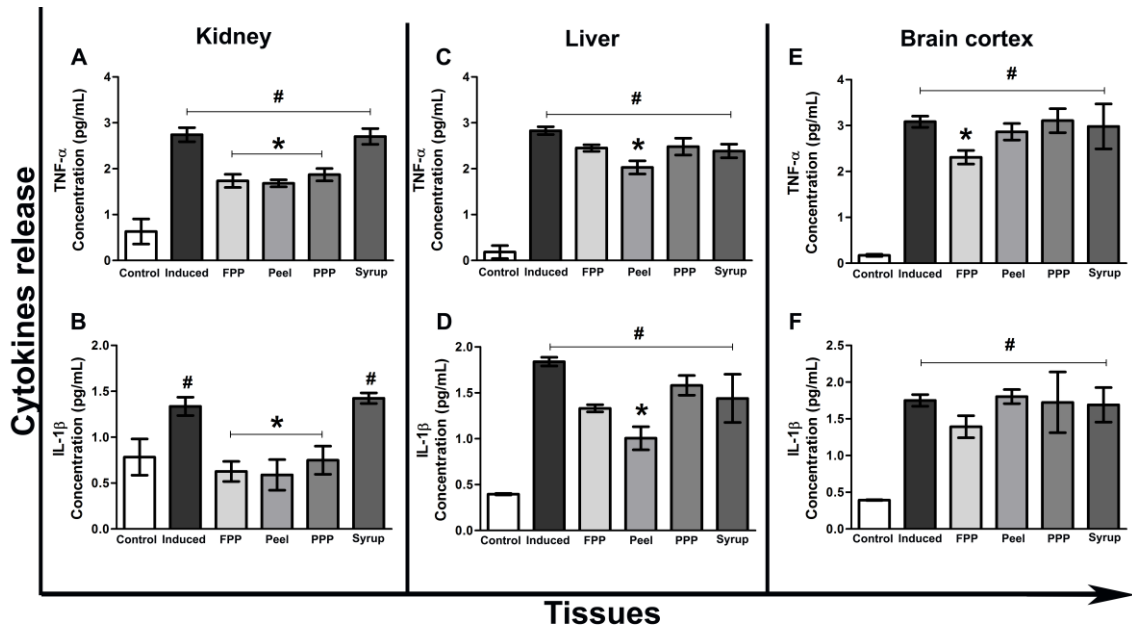 Cytokines release
Tissues
Kidney
A
TNF-α
Concentration (pg/mL)
4
3
2
1
0
#
*
Control Induced FPP Peel PPP Syrup
B
IL-1β
Concentration (pg/mL)
2.0
1.5
1.0
0.5
0.0
#
#
*
Control Induced FPP Peel PPP Syrup
Liver
C
TNF-α
Concentration (pg/mL)
4
3
2
1
0
#
*
Control Induced FPP Peel PPP Syrup
D
IL-1β
Concentration (pg/mL)
2.0
1.5
1.0
0.5
0.0
#
*
Control Induced FPP Peel PPP Syrup
Brain cortex
E
TNF-α
Concentration (pg/mL)
4
3
2
1
0
#
*
Control Induced FPP Peel PPP Syrup
F
IL-1β
Concentration (pg/mL)
2.0
1.5
1.0
0.5
0.0
#
Control Induced FPP Peel PPP Syrup